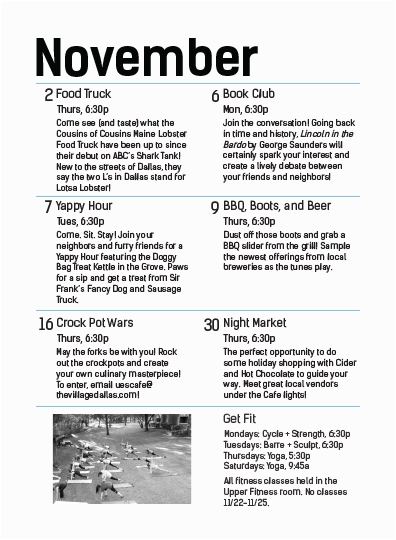 November
2 Food Truck
Thurs, 6:30p
Come see (and taste) what the
Cousins of Cousins Maine Lobster
Food Truck have been up to since
their debut on ABC's Shark Tank!
New to the streets of Dallas, they
say the two L's in Dallas stand for
Lotsa Lobster!
6 Book Club
Mon, 6:30p
Join the conversation! Going back
in time and history, Lincoln in the
Bardo by George Saunders will
certainly spark your interest and
create a lively debate between
your friends and neighbors!
7 Yappy Hour
Tues, 6:30p
Come. Sit. Stay! Join your
neighbors and furry friends for a
Yappy Hour featuring the Doggy
Bag Treat Kettle in the Grove. Paws
for a sip and get a treat from Sir
Frank's Fancy Dog and Sausage
Truck.
9 BBQ, Boots, and Beer
Thurs, 6:30p
Dust off those boots and grab a
BBQ slider from the grill! Sample
the newest offerings from local
breweries as the tunes play.
16 Crock Pot Wars
Thurs, 6:30p
May the forks be with you! Rock
out the crockpots and create
your own culinary masterpiece!
To enter, email uescafe@
thevillagedallas.com!
30 Night Market
Thurs, 6:30p
The perfect opportunity to do
some holiday shopping with Cider
and Hot Chocolate to guide your
way. Meet great local vendors
under the Cafe lights!
Get Fit
Mondays: Cycle + Strength, 6:30p
Tuesdays: Barre + Sculpt, 6:30p
Thursdays: Yoga, 5:30p
Saturdays: Yoga, 9:45a
All fitness classes held in the
Upper Fitness room. No classes
11/22-11/25.